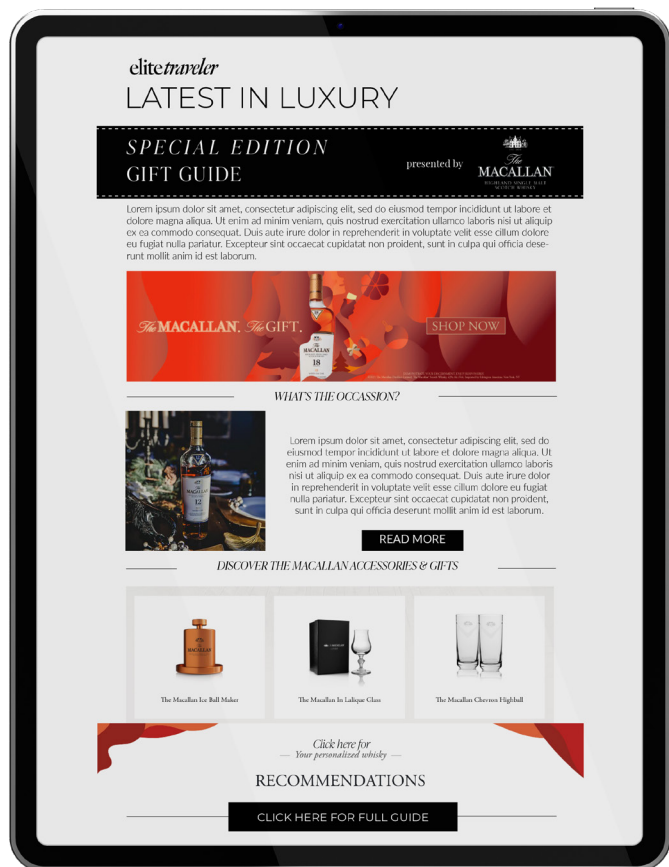 elitetraveler
LATEST IN LUXURY
SPECIAL EDITION
GIFT GUIDE
presented by
The
MACALLAN
HIGHLAND SINGLE MALT
SCOTCH WHISKY
Lorem ipsum dolor sit amet, consectetur adipiscing elit, sed do eiusmod tempor incididunt ut labore et
dolore magna aliqua. Ut enim ad minim veniam, quis nostrud exercitation ullamco laboris nisi ut aliquip
ex ea commodo consequat. Duis aute irure dolor in reprehenderit in voluptate velit esse cillum dolore
eu fugiat nulla pariatur. Excepteur sint occaecat cupidatat non proident, sunt in culpa qui officia dese-
runt mollit anim id est laborum.
The MACALLAN. The GIFT.
The
MACALLAN
18
SHOP NOW
WHAT'S THE OCCASSION?
MACALLAN
12
Lorem ipsum dolor sit amet, consectetur adipiscing elit, sed do
eiusmod tempor incididunt ut labore et dolore magna aliqua. Ut
enim ad minim veniam, quis nostrud exercitation ullamco laboris
nisi ut aliquip ex ea commodo consequat. Duis aute irure dolor
in reprehenderit in voluptate velit esse cillum dolore eu fugiat
nulla pariatur. Excepteur sint occaecat cupidatat non proident,
sunt in culpa qui officia deserunt mollit anim id est laborum.
READ MORE
DISCOVER THE MACALLAN ACCESSORIES & GIFTS
MACALLAN
The Macallan Ice Ball Maker
The Macallan In Lalique Glass
The Macallan Chevron Highball
Click here for
Your personalized whisky
RECOMMENDATIONS
CLICK HERE FOR FULL GUIDE